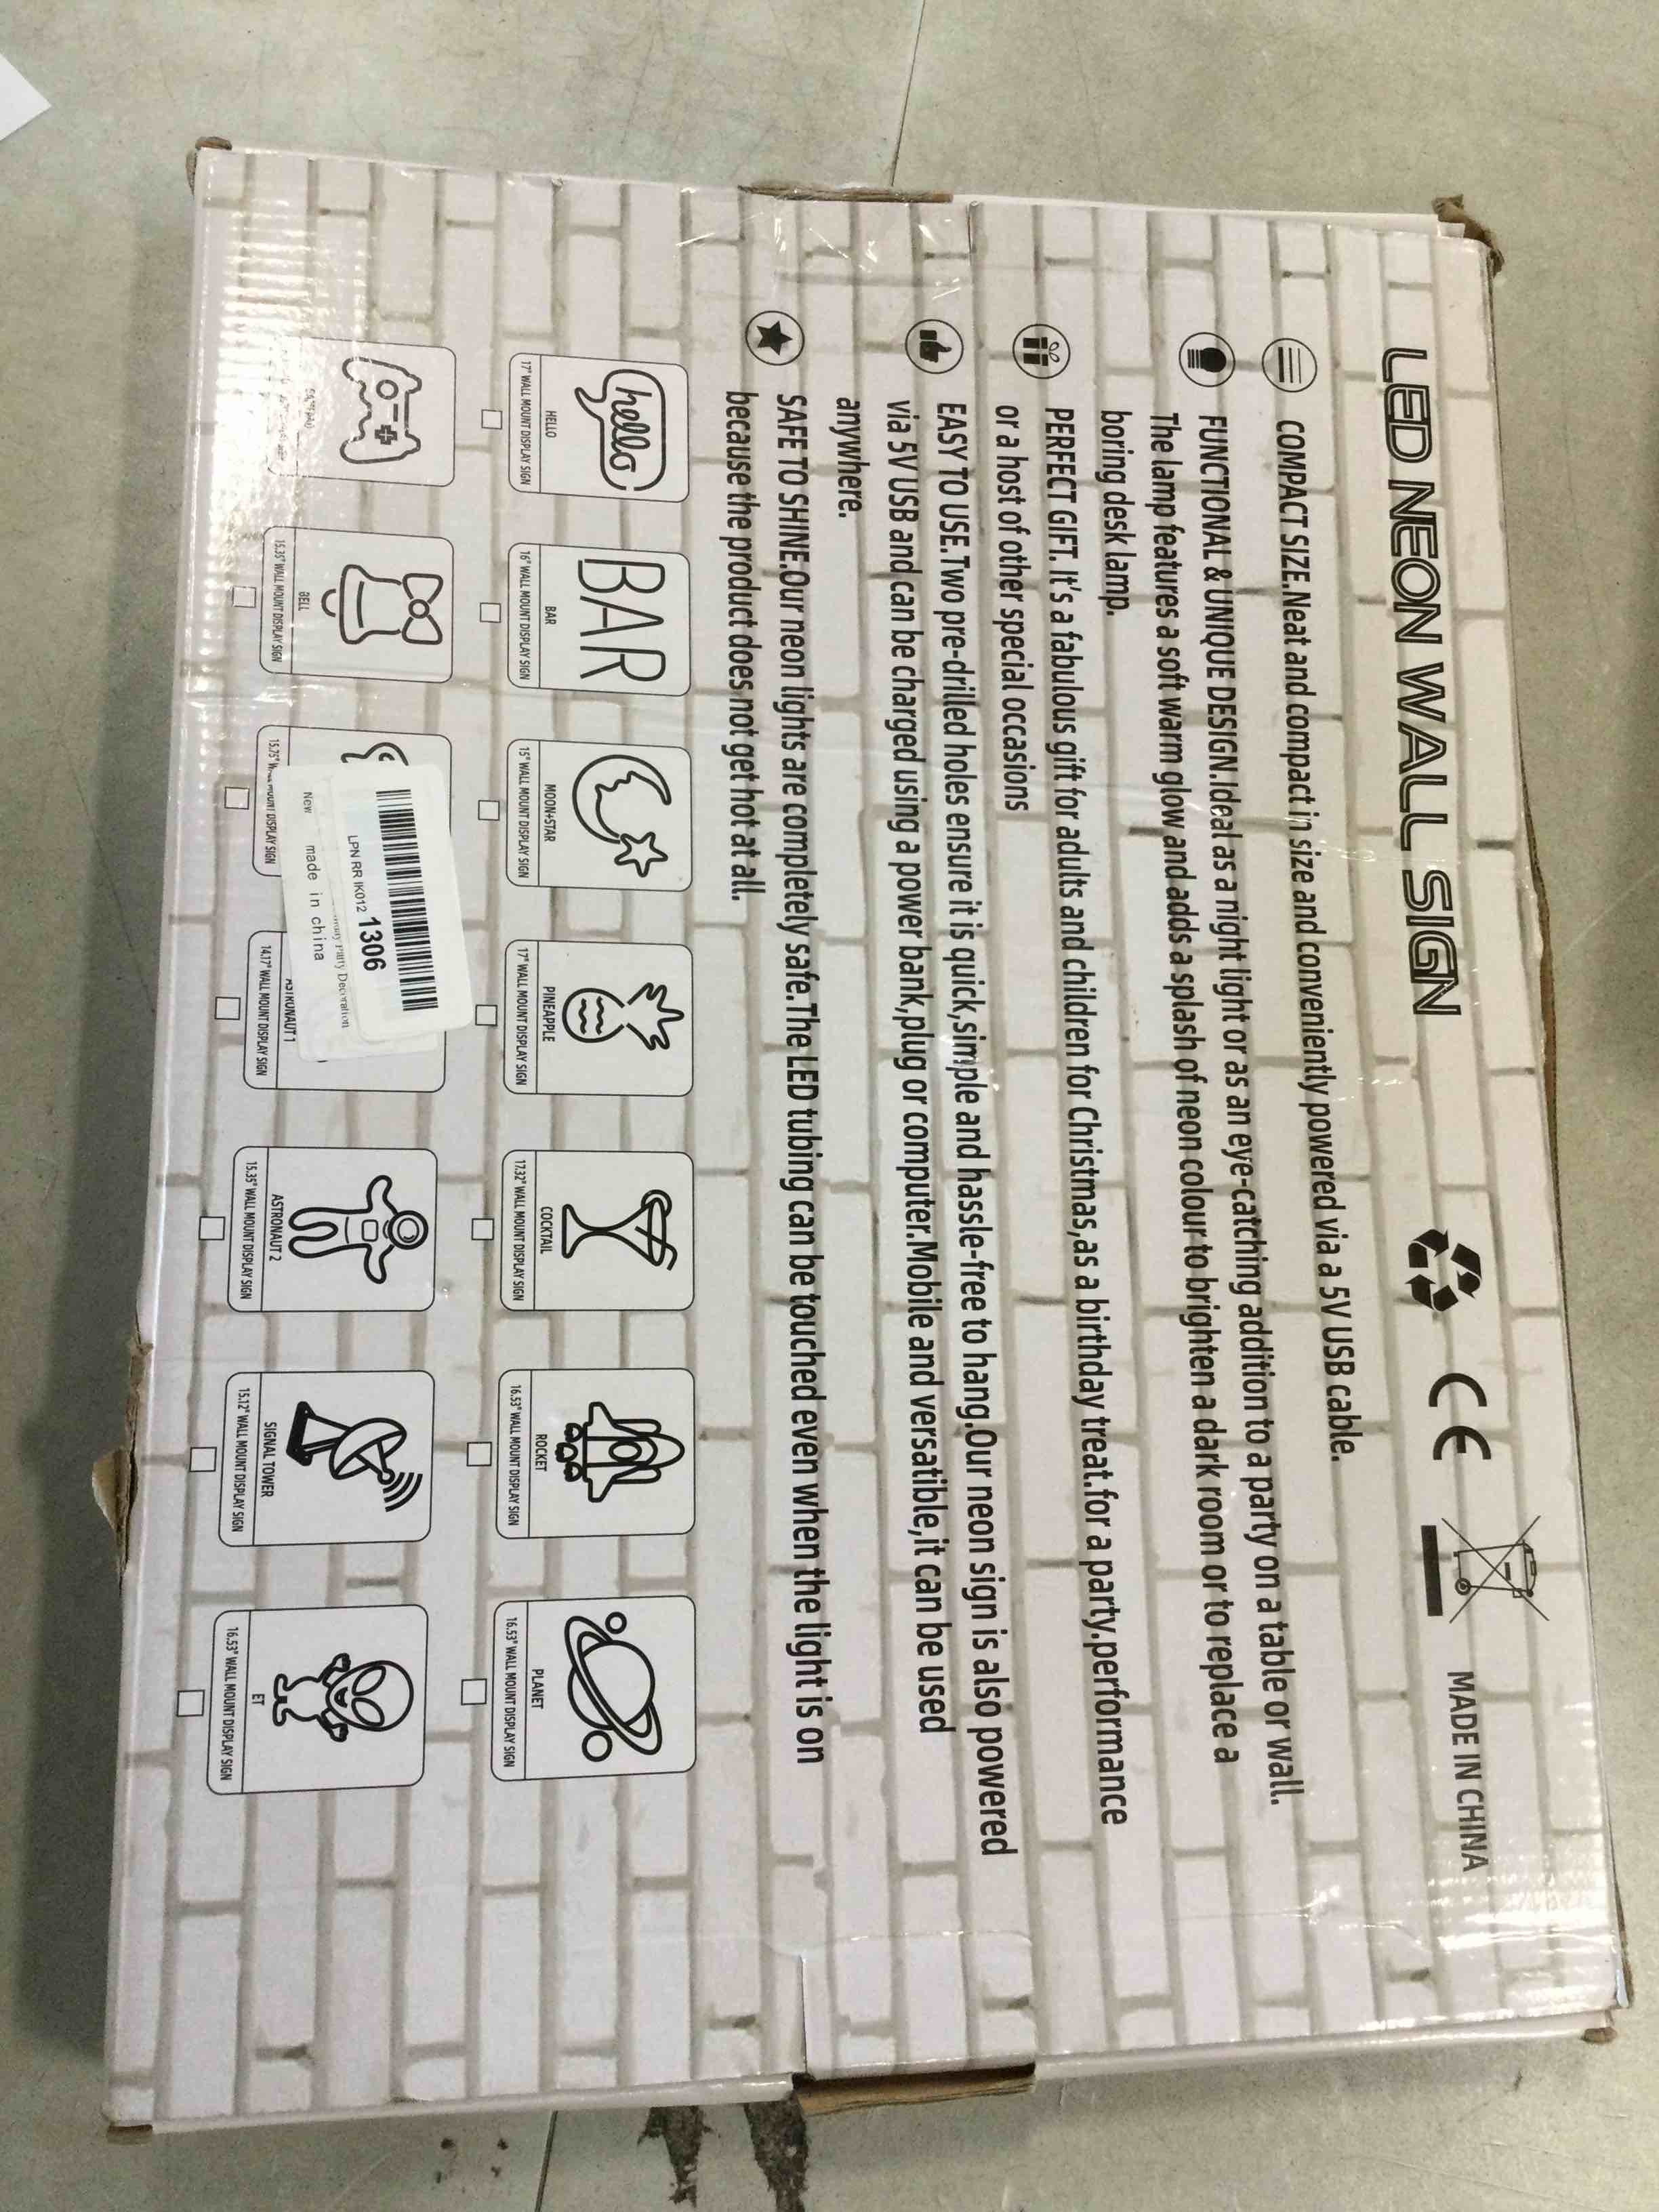 LED NEON WALL SIGN
CE
MADE IN CHINA
COMPACT SIZE.Neat and compact in size and conveniently powered via a 5V USB cable.
FUNCTIONAL & UNIQUE DESIGN.Ideal as a night light or as an eye-catching addition to a party on a table or wall.
The lamp features a soft warm glow and adds a splash of neon colour to brighten a dark room or to replace a
boring desk lamp.
PERFECT GIFT. It's a fabulous gift for adults and children for Christmas,as a birthday treat.for a party.performance
or a host of other special occasions
EASY TO USE.Two pre-drilled holes ensure it is quick,simple and hassle-free to hang.Our neon sign is also powered
via 5V USB and can be charged using a power bank,plug or computer.Mobile and versatible,it can be used
anywhere.
SAFE TO SHINE.Our neon lights are completely safe.The LED tubing can be touched even when the light is on
because the product does not get hot at all.
hello
HELLO
17" WALL MOUNT DISPLAY SIGN
BAR
BAR
16" WALL MOUNT DISPLAY SIGN
MOON+STAR
15" WALL MOUNT DISPLAY SIGN
PINEAPPLE
17" WALL MOUNT DISPLAY SIGN
COCKTAIL
17.32" WALL MOUNT DISPLAY SIGN
ROCKET
16.53" WALL MOUNT DISPLAY SIGN
PLANET
16.53" WALL MOUNT DISPLAY SIGN
BELL
15.35" WALL MOUNT DISPLAY SIGN
15.75" MOUNT DISPLAY SIGN
LPN RR IK012 1306
Party Decoration
New made in china
ASTRONAUT 1
14.17" WALL MOUNT DISPLAY SIGN
ASTRONAUT 2
15.35" WALL MOUNT DISPLAY SIGN
SIGNAL TOWER
15.12" WALL MOUNT DISPLAY SIGN
ET
16.53" WALL MOUNT DISPLAY SIGN